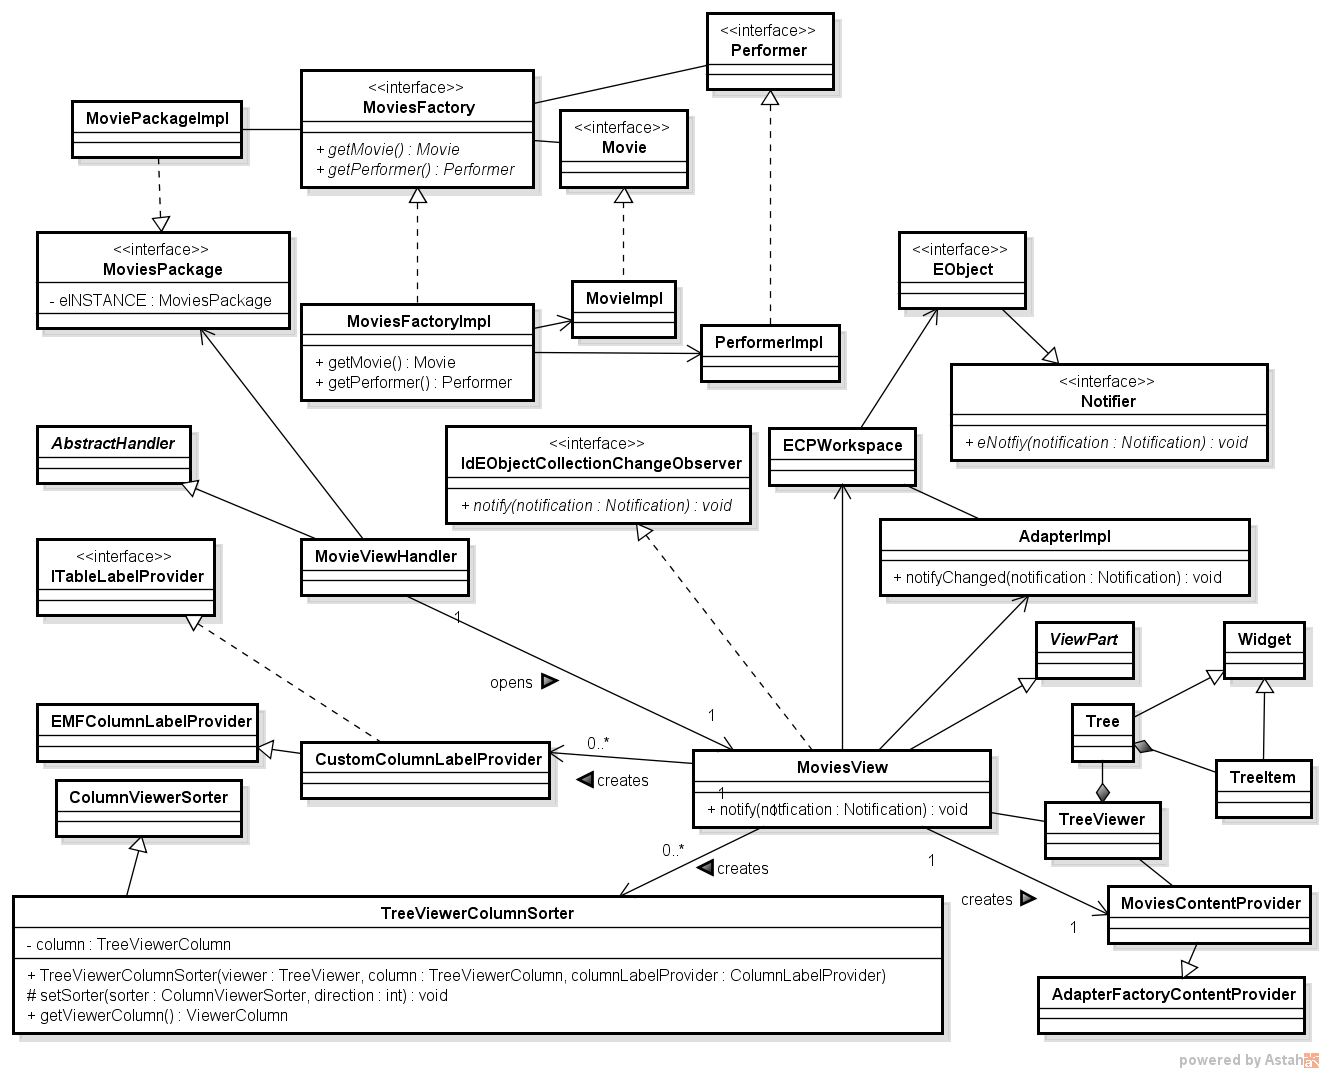 <<interface>>
Performer
<<interface>>
MoviesFactory
+ getMovie() : Movie
+ getPerformer() : Performer
MoviePackageImpl
<<interface>>
Movie
<<interface>>
MoviesPackage
- eINSTANCE : MoviesPackage
<<interface>>
EObject
MovieImpl
MoviesFactoryImpl
+ getMovie() : Movie
+ getPerformer() : Performer
PerformerImpl
<<interface>>
Notifier
+ eNotfiy(notification : Notification) : void
AbstractHandler
<<interface>>
IdEObjectCollectionChangeObserver
+ notify(notification : Notification) : void
ECPWorkspace
AdapterImpl
+ notifyChanged(notification : Notification) : void
<<interface>>
ITableLabelProvider
MovieViewHandler
1
opens
1
ViewPart
Widget
EMFColumnLabelProvider
CustomColumnLabelProvider
0..*
creates
MoviesView
1
+ notify(notification : Notification) : void
1
Tree
TreeItem
TreeViewer
ColumnViewerSorter
0..*
creates
1
creates
1
MoviesContentProvider
AdapterFactoryContentProvider
TreeViewerColumnSorter
- column : TreeViewerColumn
+ TreeViewerColumnSorter(viewer : TreeViewer, column : TreeViewerColumn, columnLabelProvider : ColumnLabelProvider)
# setSorter(sorter : ColumnViewerSorter, direction : int) : void
+ getViewerColumn() : ViewerColumn
powered by Astah